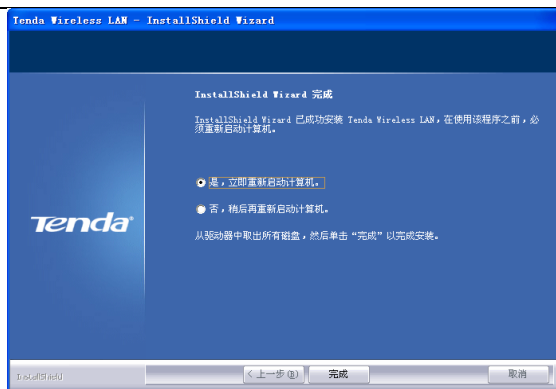 Tenda Wireless LAN - InstallShield Wizard
InstallShield Wizard 完成
InstallShield Wizard 已成功安装 Tenda Wireless LAN，在使用该程序之前，必
须重新启动计算机。
是，立即重新启动计算机。
否，稍后再重新启动计算机。
Tenda
从驱动器中取出所有磁盘，然后单击“完成”以完成安装。
InstallShield
< 上一步(B)
完成
取消